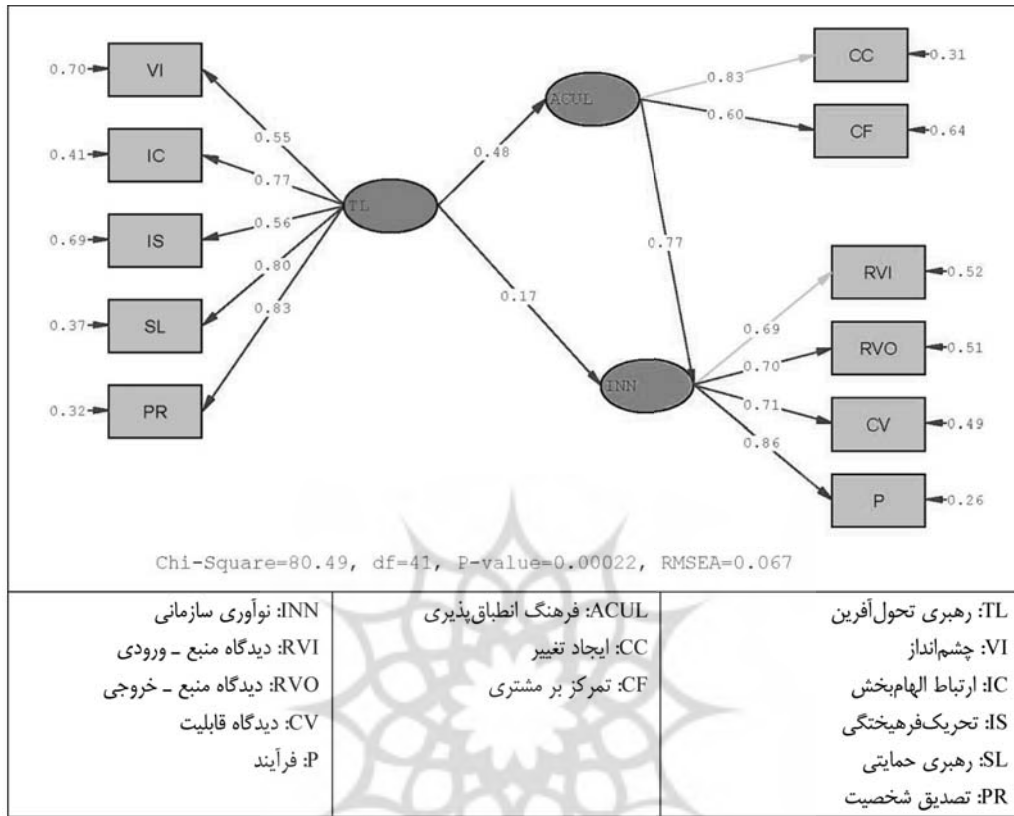 0.70
VI
0.41
IC
0.69
IS
0.37
SL
0.32
PR
0.55
0.77
0.56
0.80
0.83
TL
0.48
0.17
ACUL
0.77
INN
0.83
0.60
CC
0.31
CF
0.64
0.69
0.70
0.71
0.86
RVI
0.52
RVO
0.51
CV
0.49
P
0.26
Chi-Square=80.49, df=41, P-value=0.00022, RMSEA=0.067
TL: رهبری تحول‌آفرین
VI: چشم‌انداز
IC: ارتباط الهام‌بخش
IS: تحریک‌فرهیختگی
SL: رهبری حمایتی
PR: تصدیق شخصیت
ACUL: فرهنگ انطباق‌پذیری
CC: ایجاد تغییر
CF: تمرکز بر مشتری
INN: نوآوری سازمانی
RVI: دیدگاه منبع ـ ورودی
RVO: دیدگاه منبع ـ خروجی
CV: دیدگاه قابلیت
P: فرآیند